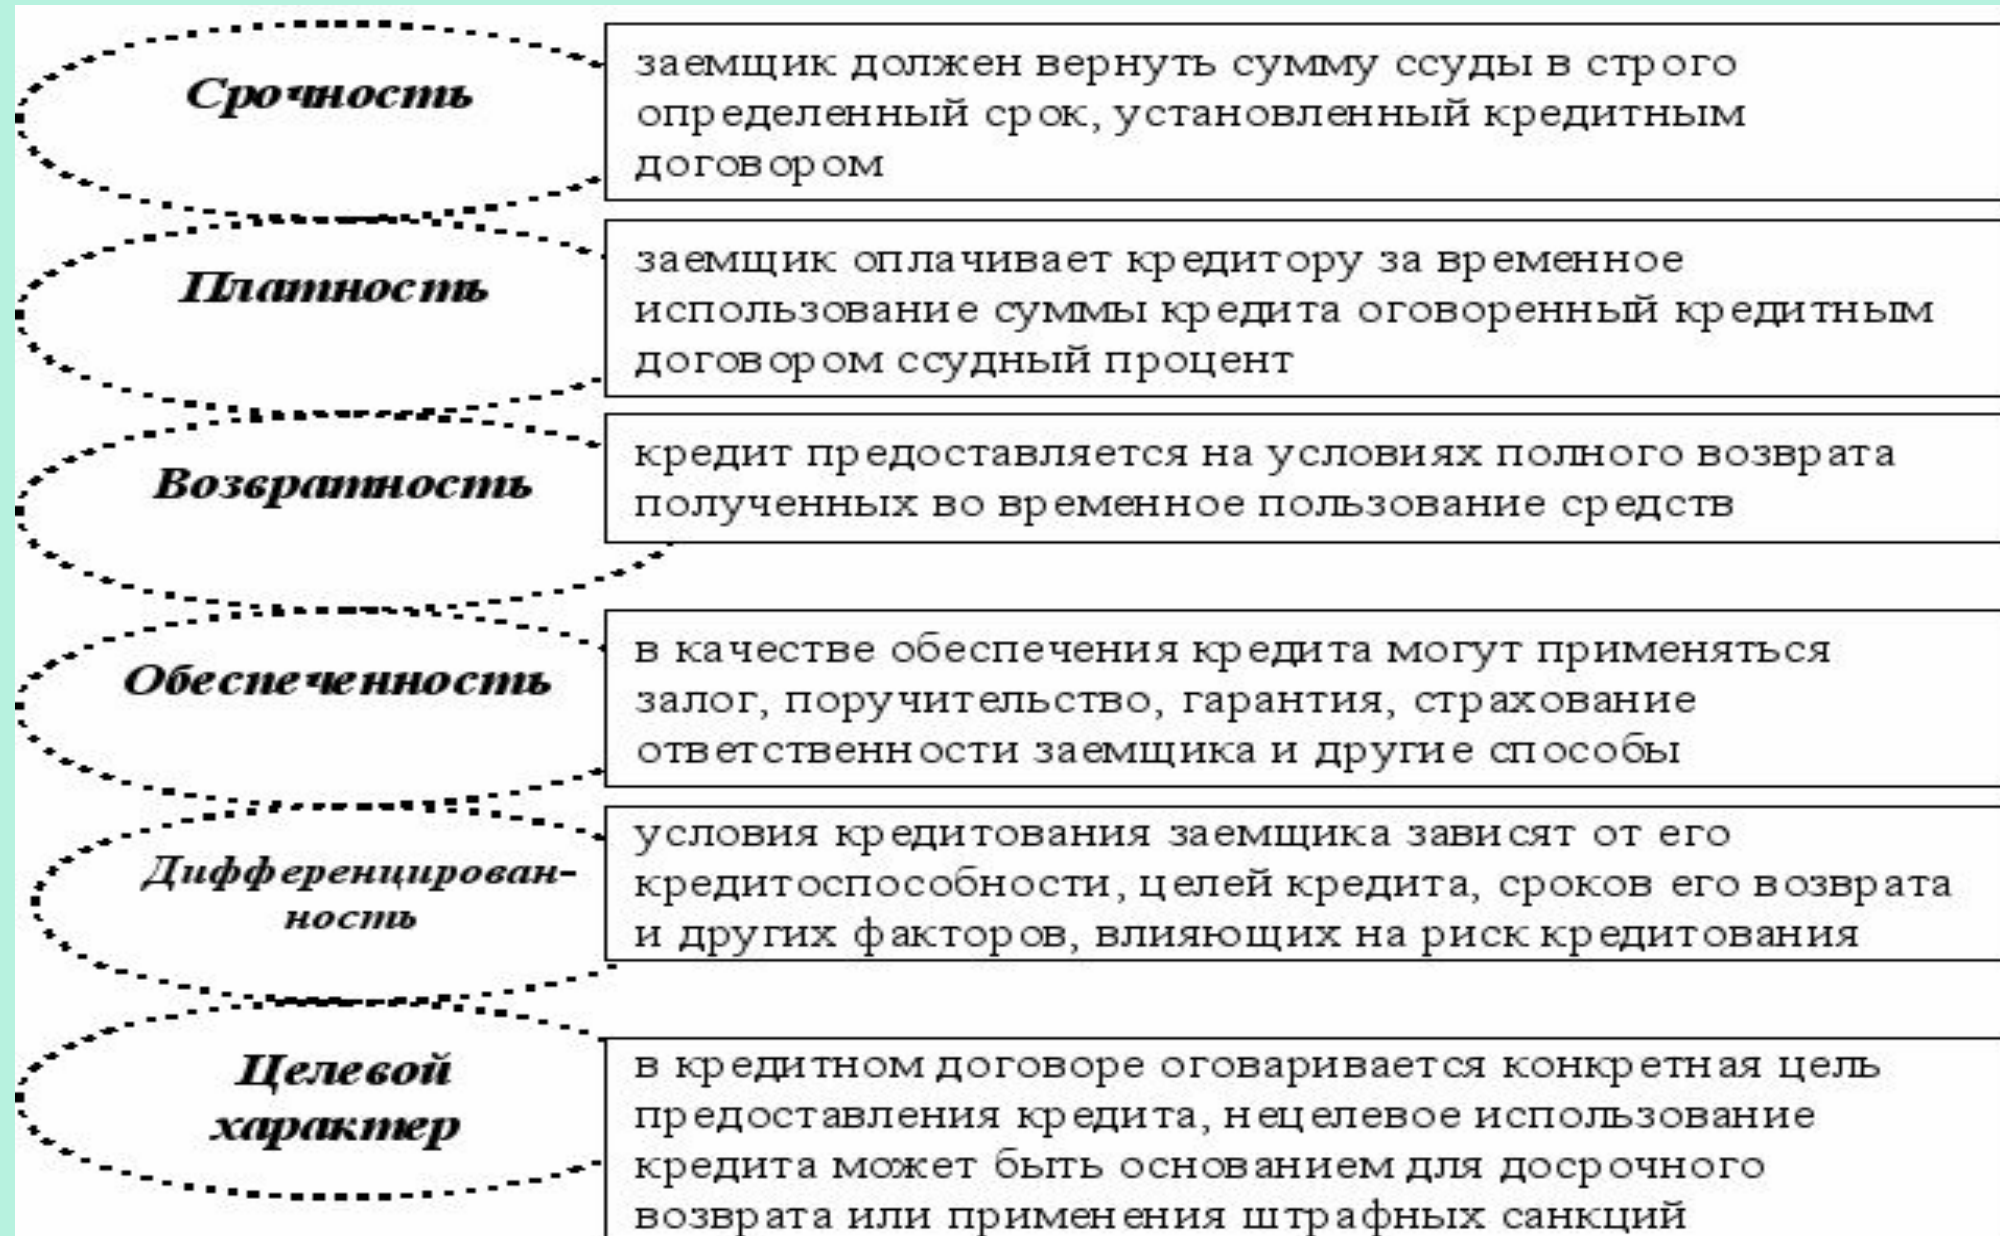 Срочность
заемщик должен вернуть сумму ссуды в строго
определенный срок, установленный кредитным
договором
Платность
заемщик оплачивает кредитору за временное
использование суммы кредита оговоренный кредитным
договором ссудный процент
Возвратность
кредит предоставляется на условиях полного возврата
полученных во временное пользование средств
Обеспеченность
в качестве обеспечения кредита могут применяться
залог, поручительство, гарантия, страхование
ответственности заемщика и другие способы
Дифференцирован-
ность
условия кредитования заемщика зависят от его
кредитоспособности, целей кредита, сроков его возврата
и других факторов, влияющих на риск кредитования
Целевой
характер
в кредитном договоре оговаривается конкретная цель
предоставления кредита, нецелевое использование
кредита может быть основанием для досрочного
возврата или применения штрафных санкций